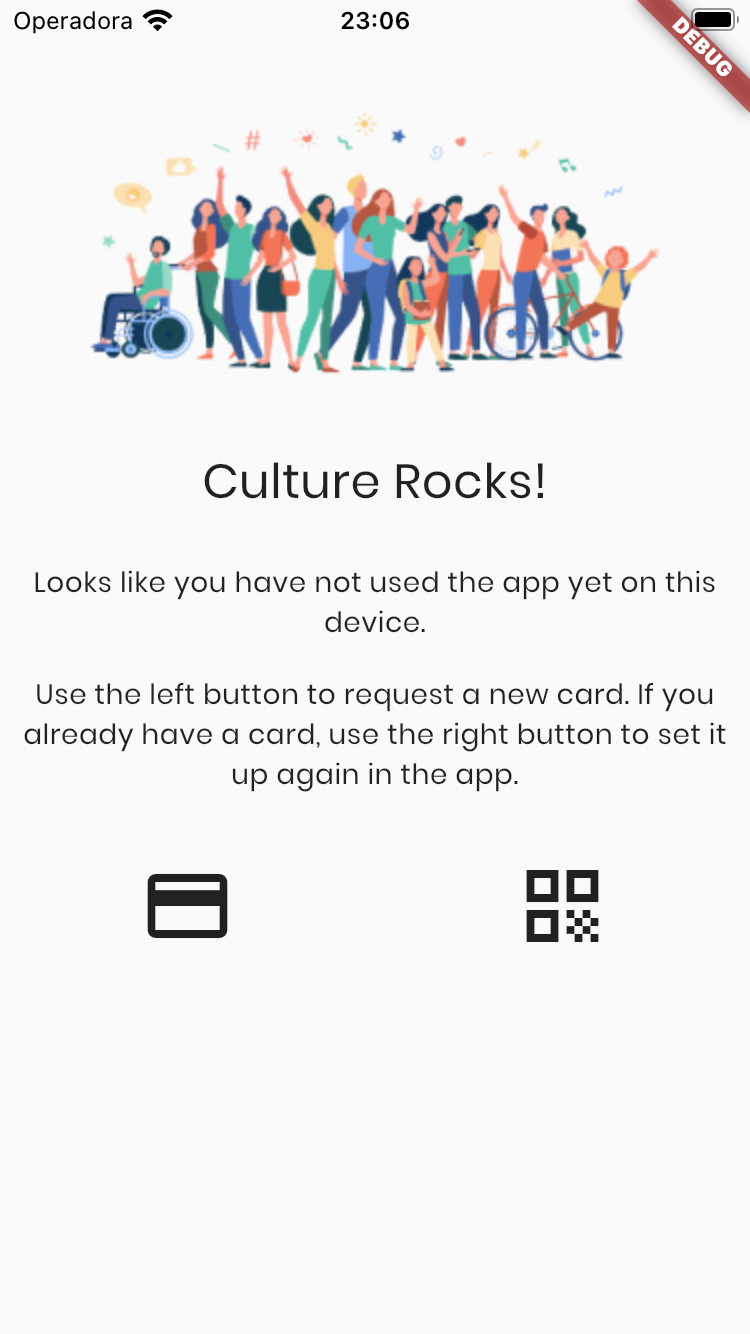 Operadora 23:06
DEBUG
#
Culture Rocks!
Looks like you have not used the app yet on this
device.
Use the left button to request a new card. If you
already have a card, use the right button to set it
up again in the app.